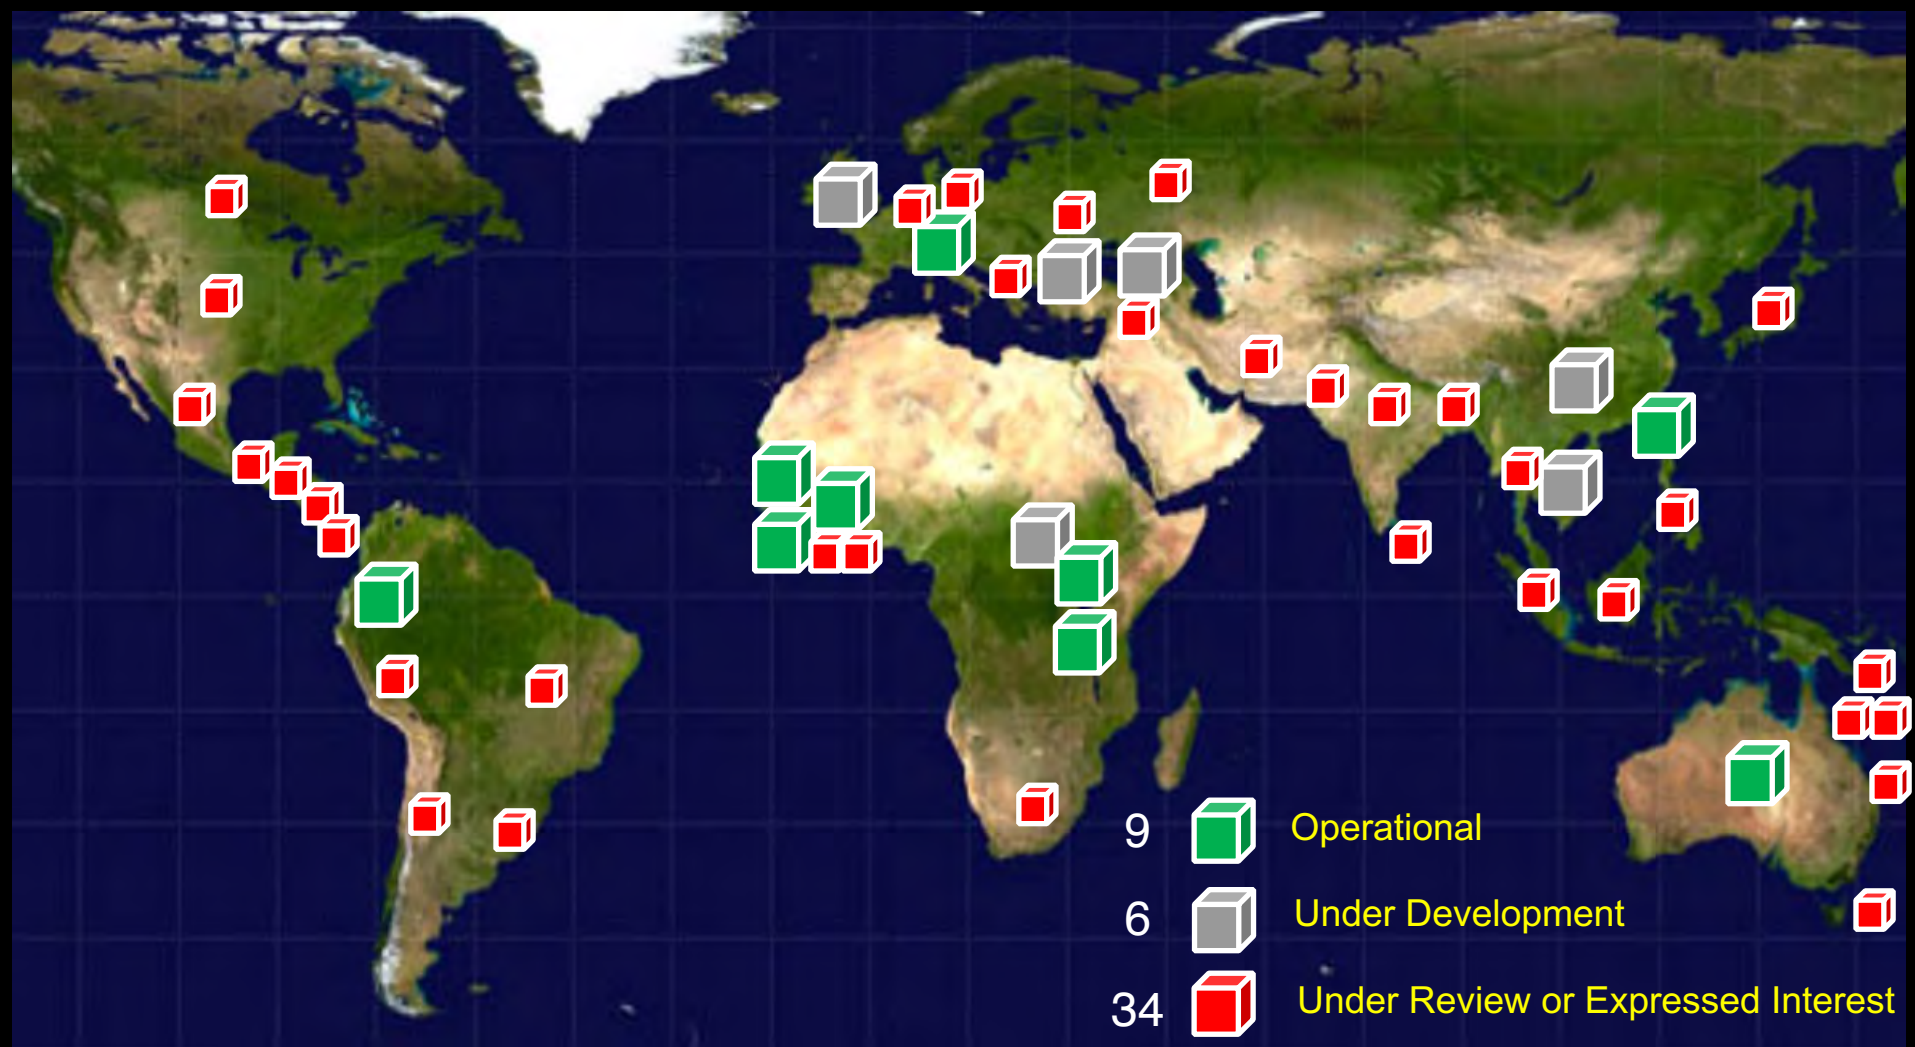 9 Operational
6 Under Development
34 Under Review or Expressed Interest